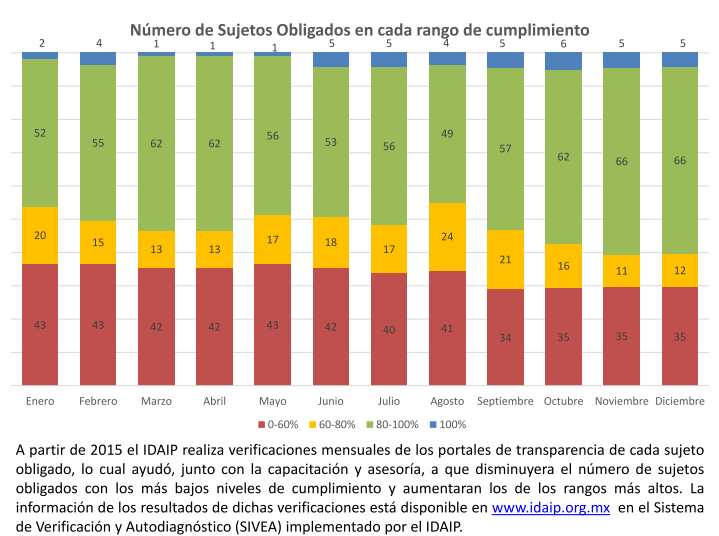 Número de Sujetos Obligados en cada rango de cumplimiento
2 4 1 1 1 5 5 4 5 6 5 5
52 55 62 62 56 53 56 49 57 62 66 66
20 15 13 13 17 18 17 24 21 16 11 12
43 43 42 42 43 42 40 41 34 35 35 35
Enero Febrero Marzo Abril Mayo Junio Julio Agosto Septiembre Octubre Noviembre Diciembre
0-60% 60-80% 80-100% 100%
A partir de 2015 el IDAIP realiza verificaciones mensuales de los portales de transparencia de cada sujeto
obligado, lo cual ayudó, junto con la capacitación y asesoría, a que disminuyera el número de sujetos
obligados con los más bajos niveles de cumplimiento y aumentaran los de los rangos más altos. La
información de los resultados de dichas verificaciones está disponible en www.idaip.org.mx en el Sistema
de Verificación y Autodiagnóstico (SIVEA) implementado por el IDAIP.